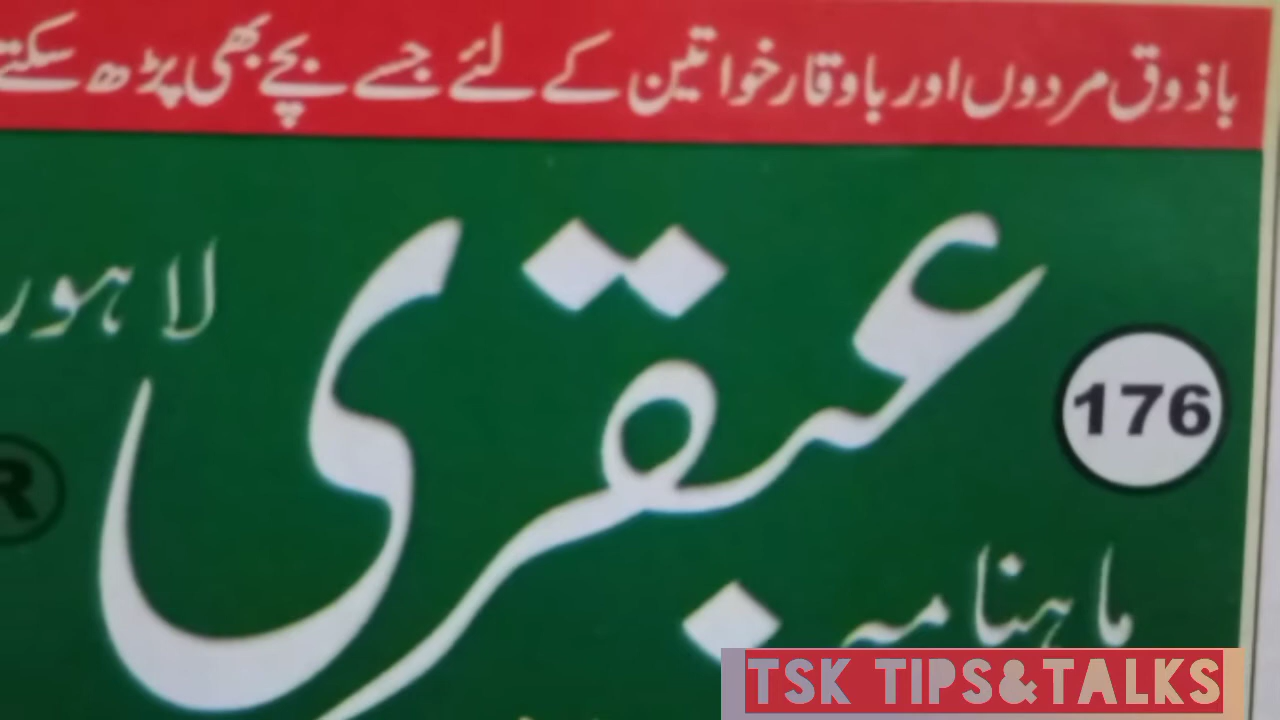 باذوق مردوں اور باوقار خواتین کے لئے جسے بچے بھی پڑھ سکتے
لاہور
عبقری
176
®
ماہنامہ
TSK TIPS&TALKS